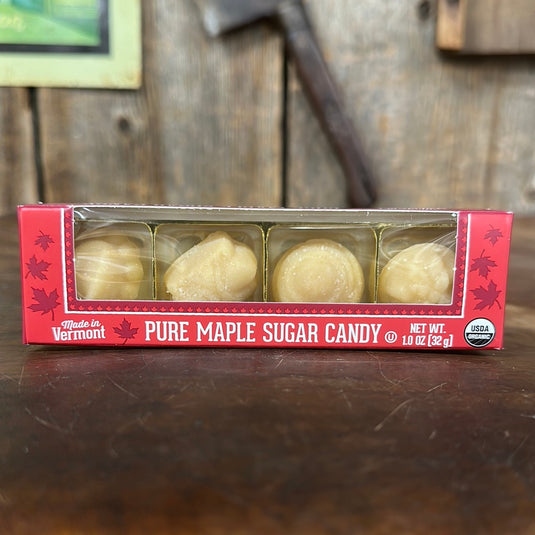 Made in
Vermont
PURE MAPLE SUGAR CANDY U
NET WT.
1.0 OZ [32 g]
USDA
ORGANIC